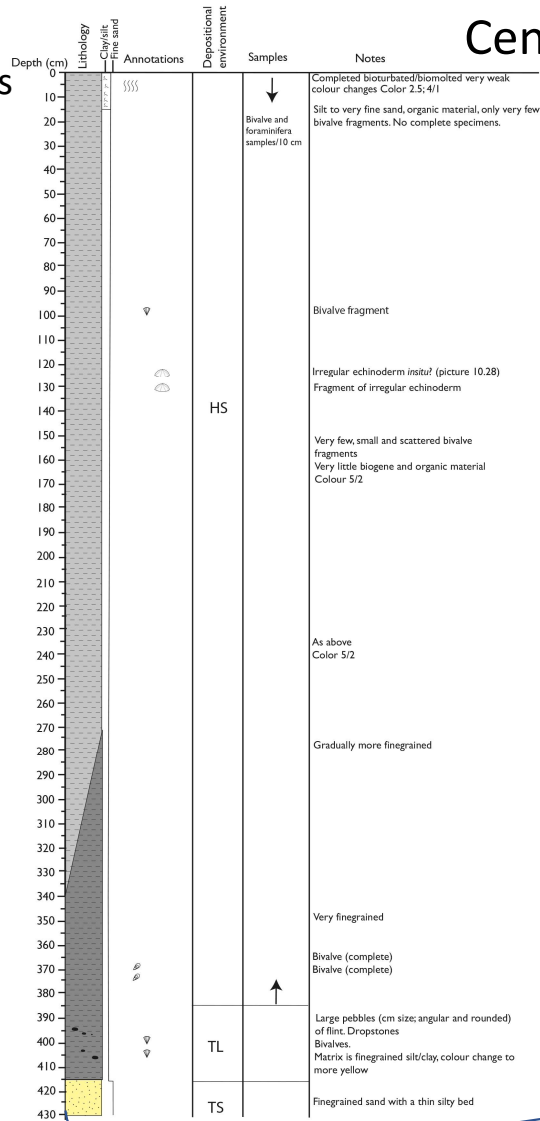 Cen
s
Depth (cm)
Lithology
Clay/silt
Fine sand
Annotations
Depositional
environment
Samples
Notes
0
10
20
30
40
50
60
70
80
90
100
110
120
130
140
150
160
170
180
190
200
210
220
230
240
250
260
270
280
290
300
310
320
330
340
350
360
370
380
390
400
410
420
430
HS
TL
TS
Bivalve and
foraminifera
samples/10 cm
Completed bioturbated/biomolted very weak
colour changes Color 2.5; 4/1
Silt to very fine sand, organic material, only very few
bivalve fragments. No complete specimens.
Bivalve fragment
Irregular echinoderm insitu? (picture 10.28)
Fragment of irregular echinoderm
Very few, small and scattered bivalve
fragments
Very little biogene and organic material
Colour 5/2
As above
Color 5/2
Gradually more finegrained
Very finegrained
Bivalve (complete)
Bivalve (complete)
Large pebbles (cm size; angular and rounded)
of flint. Dropstones
Bivalves.
Matrix is finegrained silt/clay, colour change to
more yellow
Finegrained sand with a thin silty bed